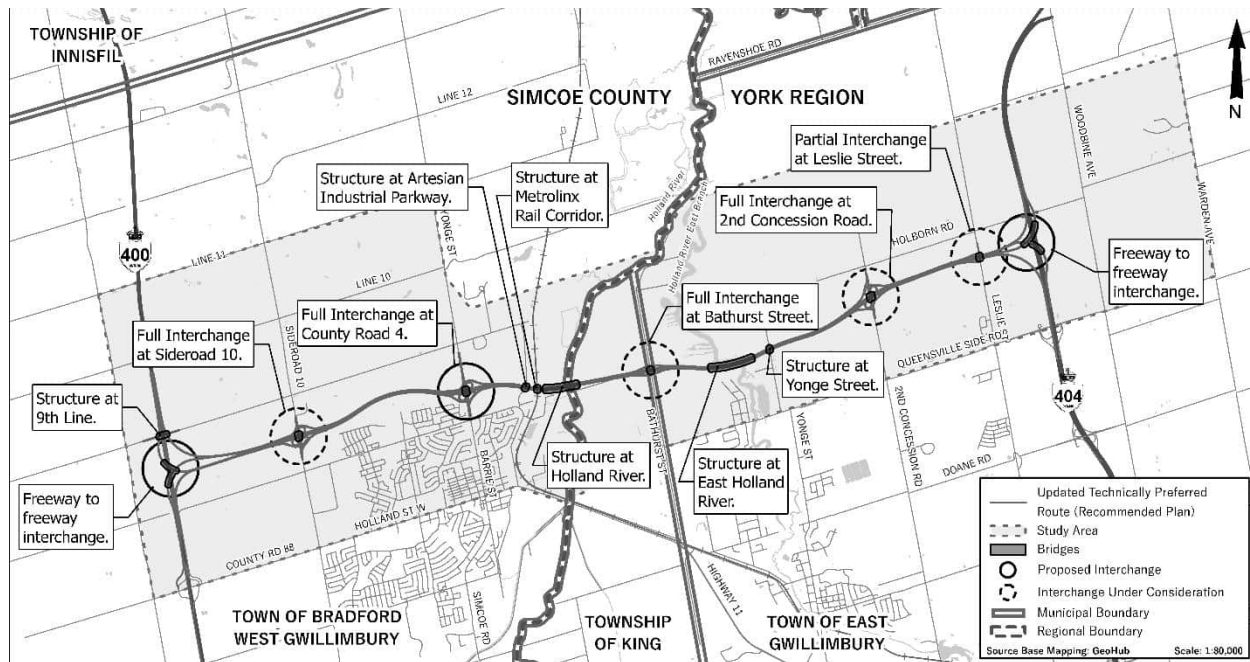 TOWNSHIP OF
INNISFIL
RAVENSHOE RD
LINE 12
SIMCOE COUNTY
YORK REGION
N
WOODBINE AVE
WARDEN AVE
Partial Interchange
at Leslie Street.
Structure at Artesian
Industrial Parkway.
Structure at
Metrolinx
Rail Corridor.
Holland River
Holland River East Branch
Full Interchange at
2nd Concession Road.
YONGE ST
HOLBORN RD
400
LINE 11
LINE 10
Freeway to
freeway
interchange.
Full Interchange
at Sideroad 10.
SIDEROAD 10
Full Interchange at
County Road 4.
Full Interchange
at Bathurst Street.
LESLIE ST
QUEENSVILLE SIDE RD
Structure at
Yonge Street.
Structure at
9th Line.
BATHURST ST
404
YONGE ST
2ND CONCESSION RD
DOANE RD
BARRIE ST
Structure at
Holland River.
Structure at
East Holland
River.
Freeway to
freeway
interchange.
HOLLAND ST W
COUNTY RD 88
HIGHWAY 11
SIMCOE RD
TOWN OF BRADFORD
WEST GWILLIMBURY
TOWNSHIP
OF KING
TOWN OF EAST
GWILLIMBURY
Updated Technically Preferred
Route (Recommended Plan)
Study Area
Bridges
Proposed Interchange
Interchange Under Consideration
Municipal Boundary
Regional Boundary
Source Base Mapping: GeoHub
Scale: 1:80,000